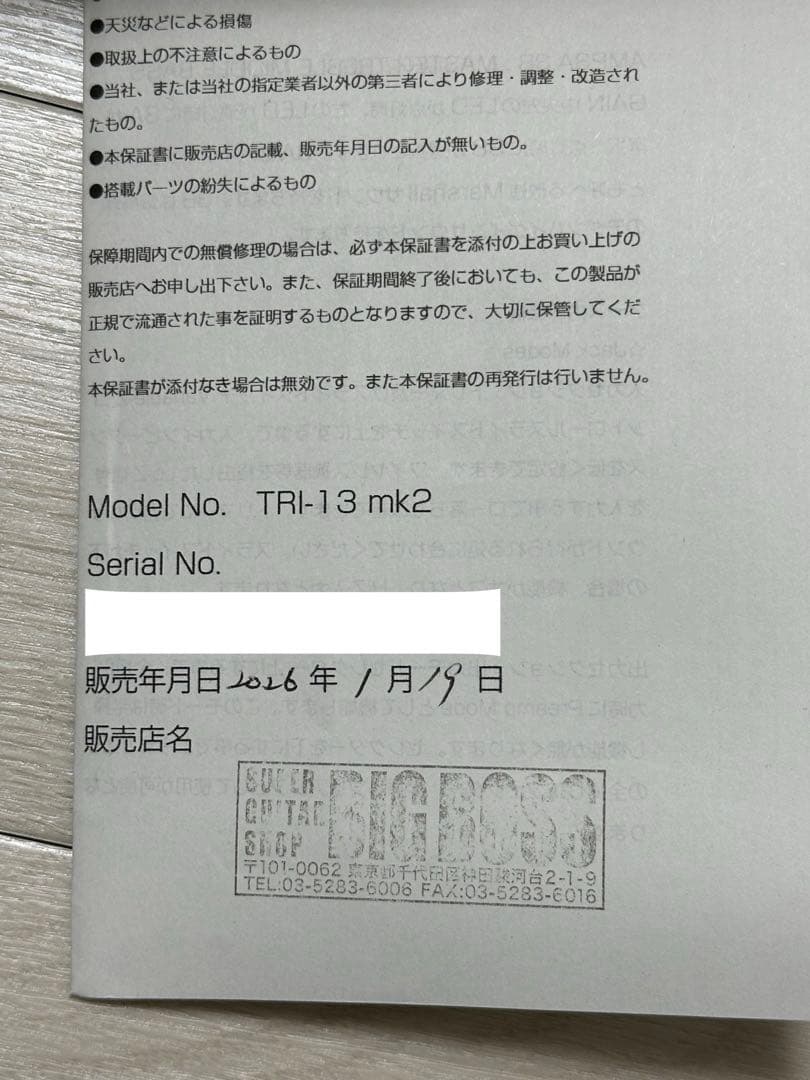 ●天災などによる損傷
●取扱上の不注意によるもの
●当社、または当社の指定業者以外の第三者により修理・調整・改造され
たもの。
●本保証書に販売店の記載、販売年月日の記入が無いもの。
●搭載パーツの紛失によるもの
保障期間内での無償修理の場合は、必ず本保証書を添付の上お買い上げの
販売店へお申し出下さい。また、保証期間終了後においても、この製品が
正規で流通された事を証明するものとなりますので、大切に保管してくだ
さい。
本保証書が添付なき場合は無効です。また本保証書の再発行は行いません。
Model No. TRI-13 mk2
Serial No.
販売年月日 2026 年 1 月 19 日
販売店名
SUPER
GUITAR
SHOP
BIG BOSS
〒101-0062 東京都千代田区神田駿河台2-1-9
TEL:03-5283-6006 FAX:03-5283-6016